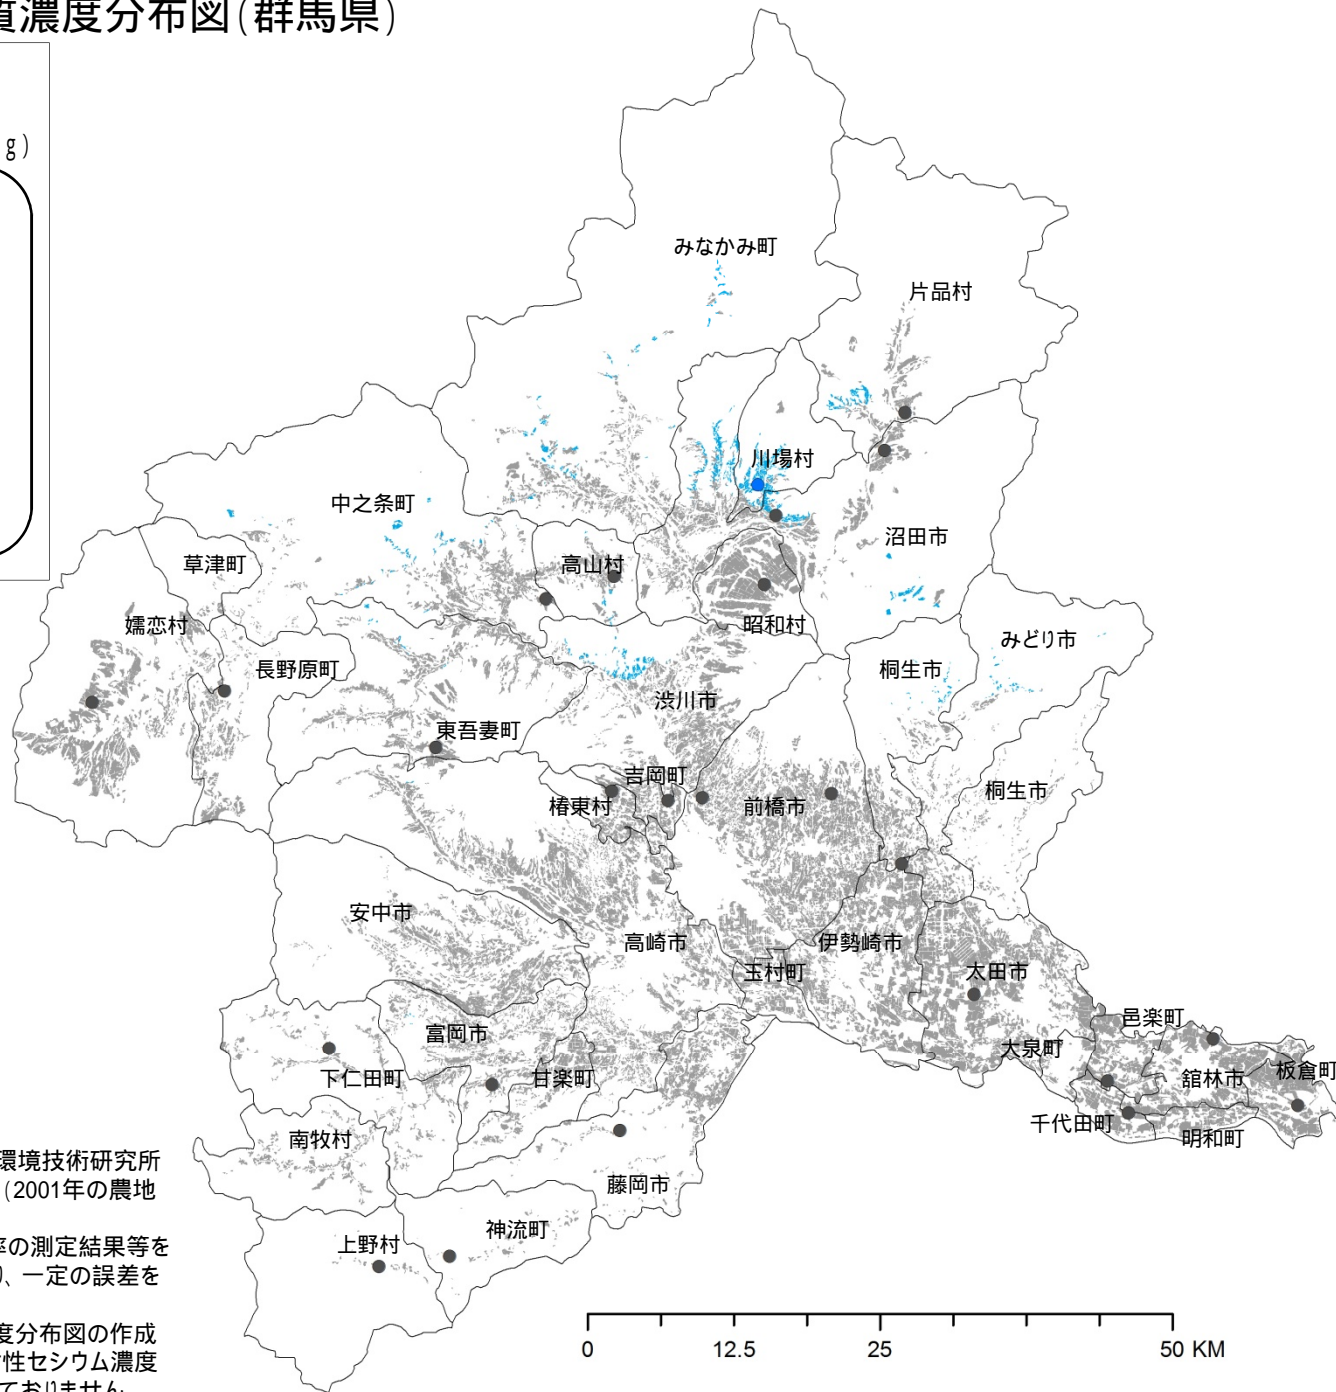 質濃度分布図(群馬県)
g)
みなかみ町
片品村
川場村
中之条町
沼田市
草津町
高山村
嬬恋村
昭和村
みどり市
長野原町
桐生市
渋川市
東吾妻町
吉岡町
椿東村
前橋市
桐生市
安中市
高崎市
伊勢崎市
玉村町
太田市
邑楽町
富岡市
大泉町
下仁田町
甘楽町
舘林市
板倉町
千代田町
明和町
南牧村
環境技術研究所
(2001年の農地
藤岡市
率の測定結果等を
神流町
上野村
り、一定の誤差を
度分布図の作成
性セシウム濃度
ておりません
0 12.5 25 50 KM